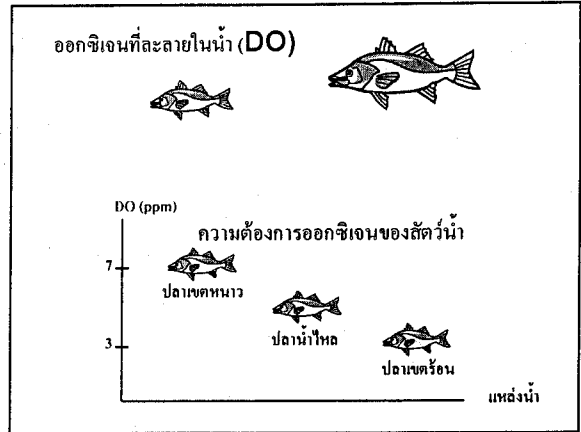 ออกซิเจนที่ละลายในน้ำ (DO)
DO (ppm)
ความต้องการออกซิเจนของสัตว์น้ำ
7
ปลาเขตหนาว
ปลาน้ำไหล
3
ปลาเขตร้อน
แหล่งน้ำ